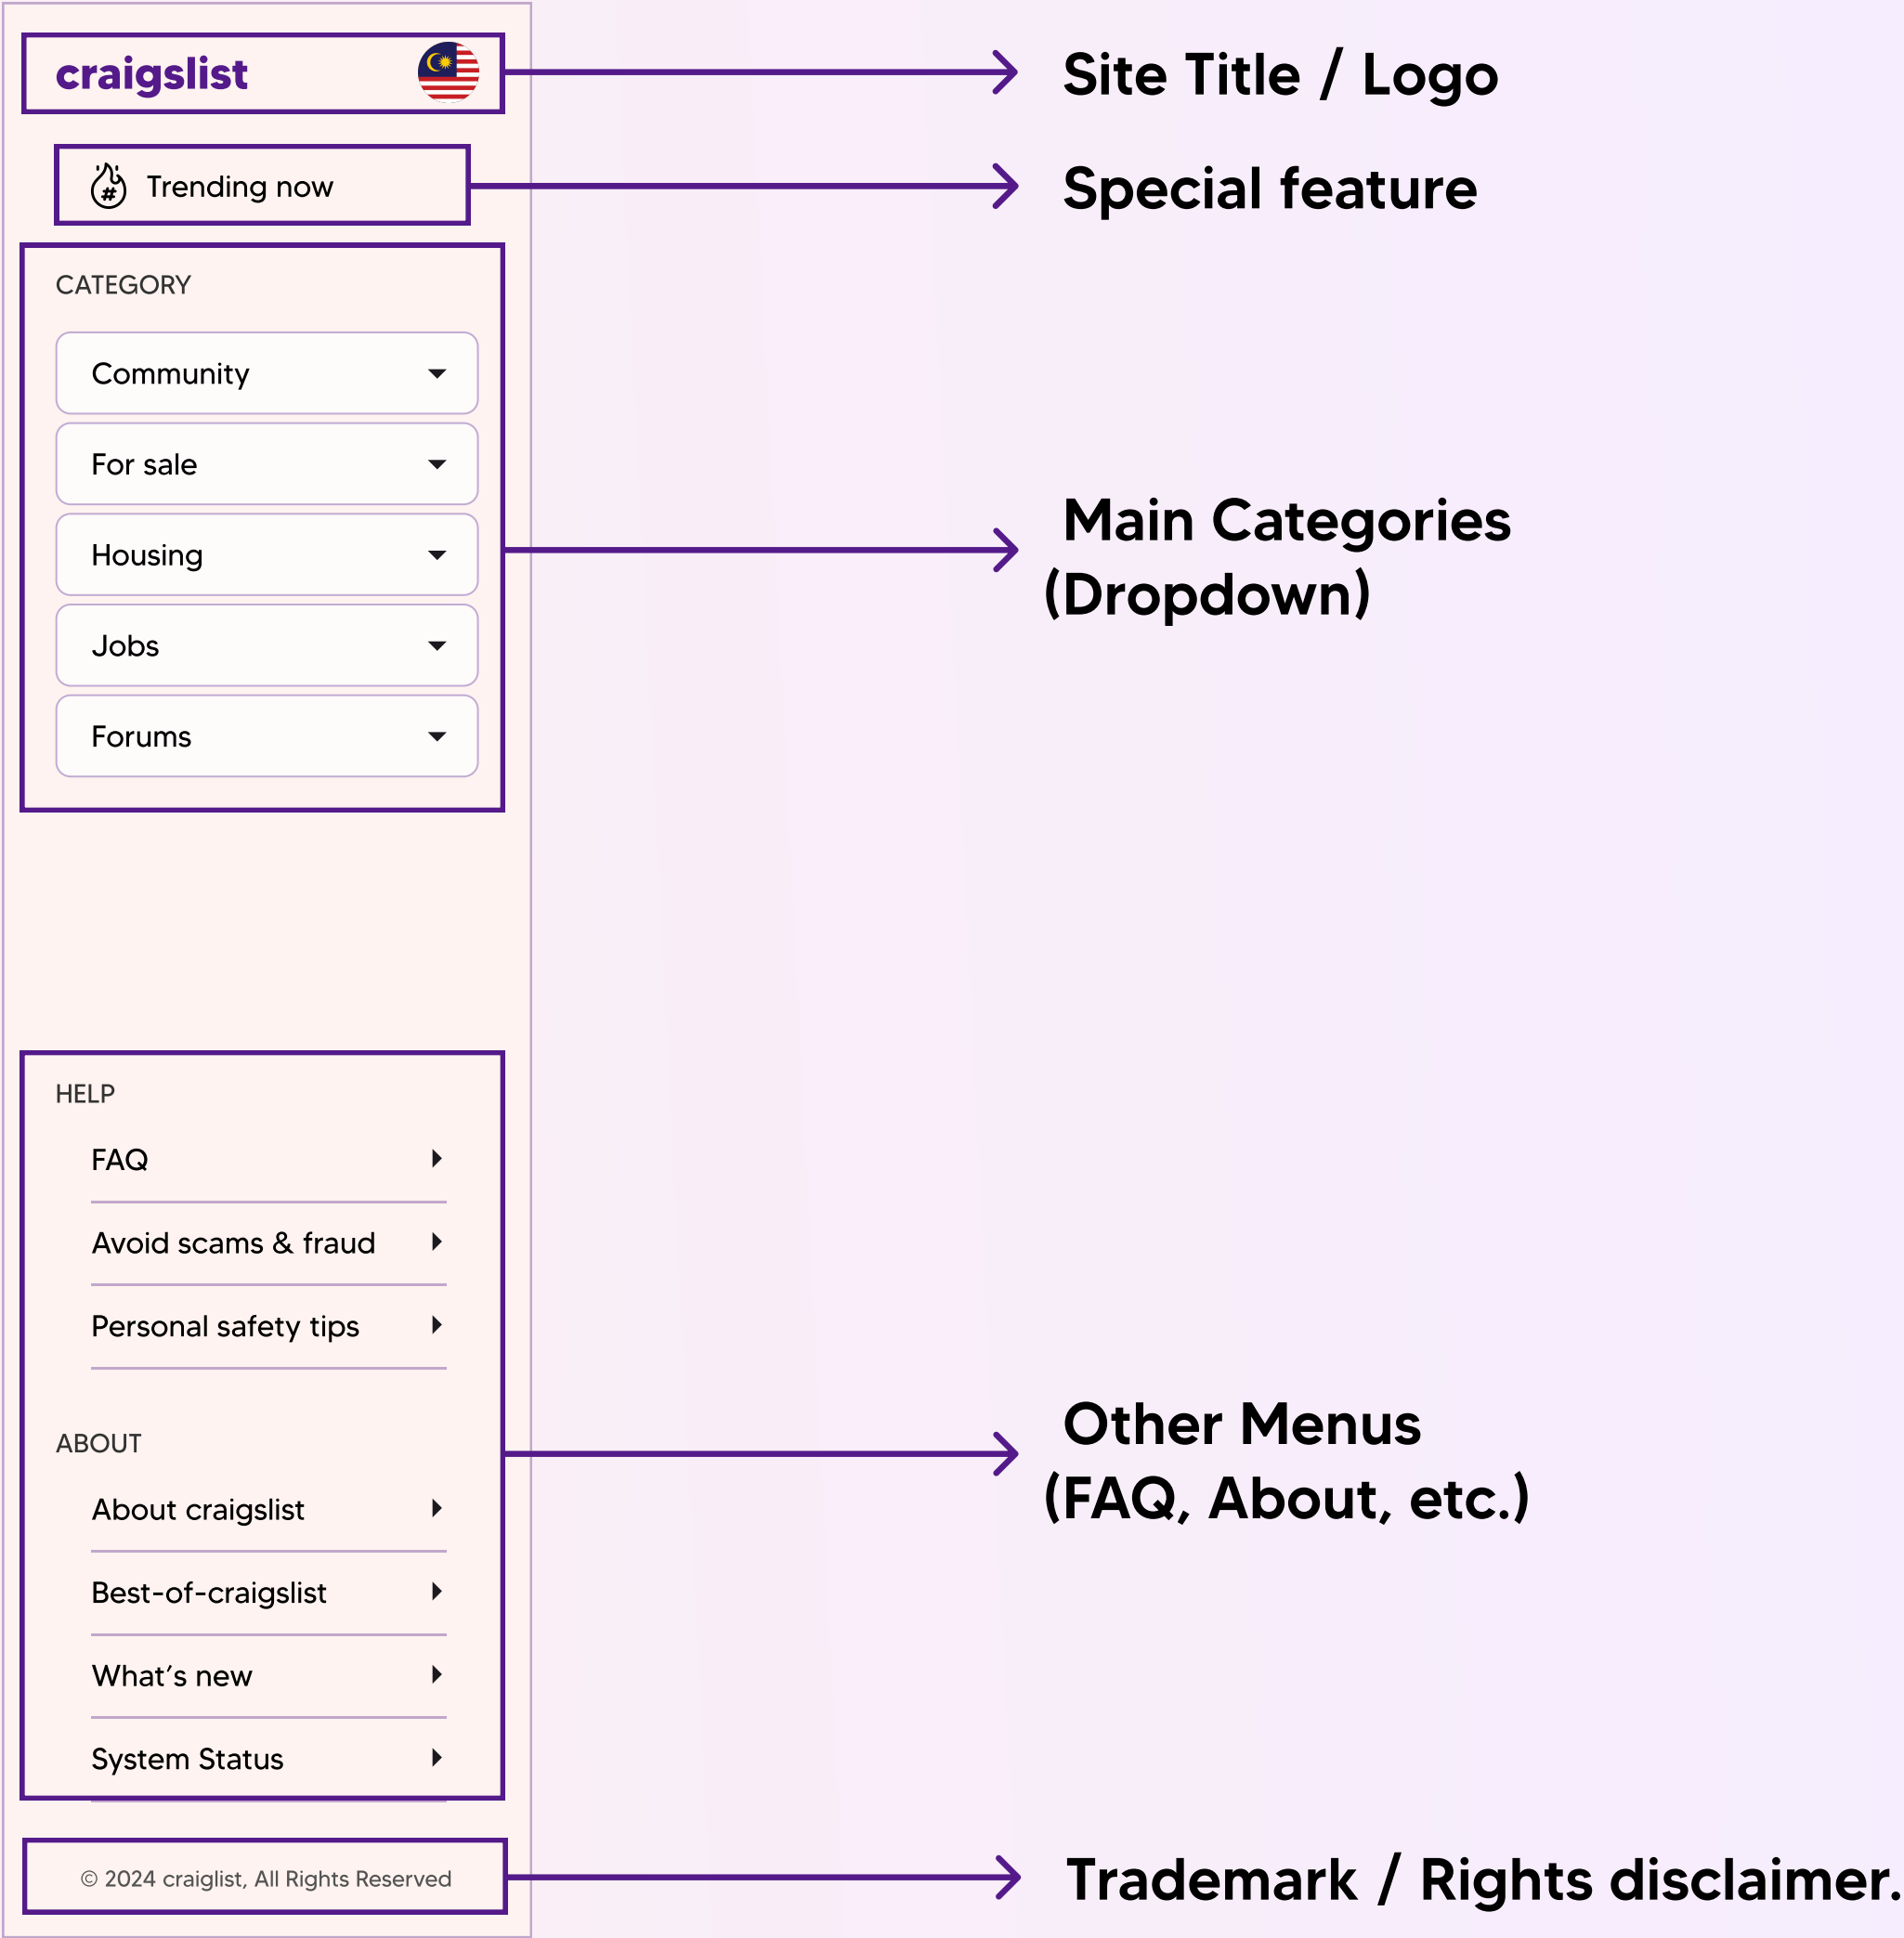 craigslist
Site Title / Logo
# Trending now
Special feature
CATEGORY
Community
For sale
Housing
Jobs
Forums
Main Categories
(Dropdown)
HELP
FAQ
Avoid scams & fraud
Personal safety tips
ABOUT
About craigslist
Best-of-craigslist
What's new
System Status
Other Menus
(FAQ, About, etc.)
© 2024 craiglist, All Rights Reserved
Trademark / Rights disclaimer.